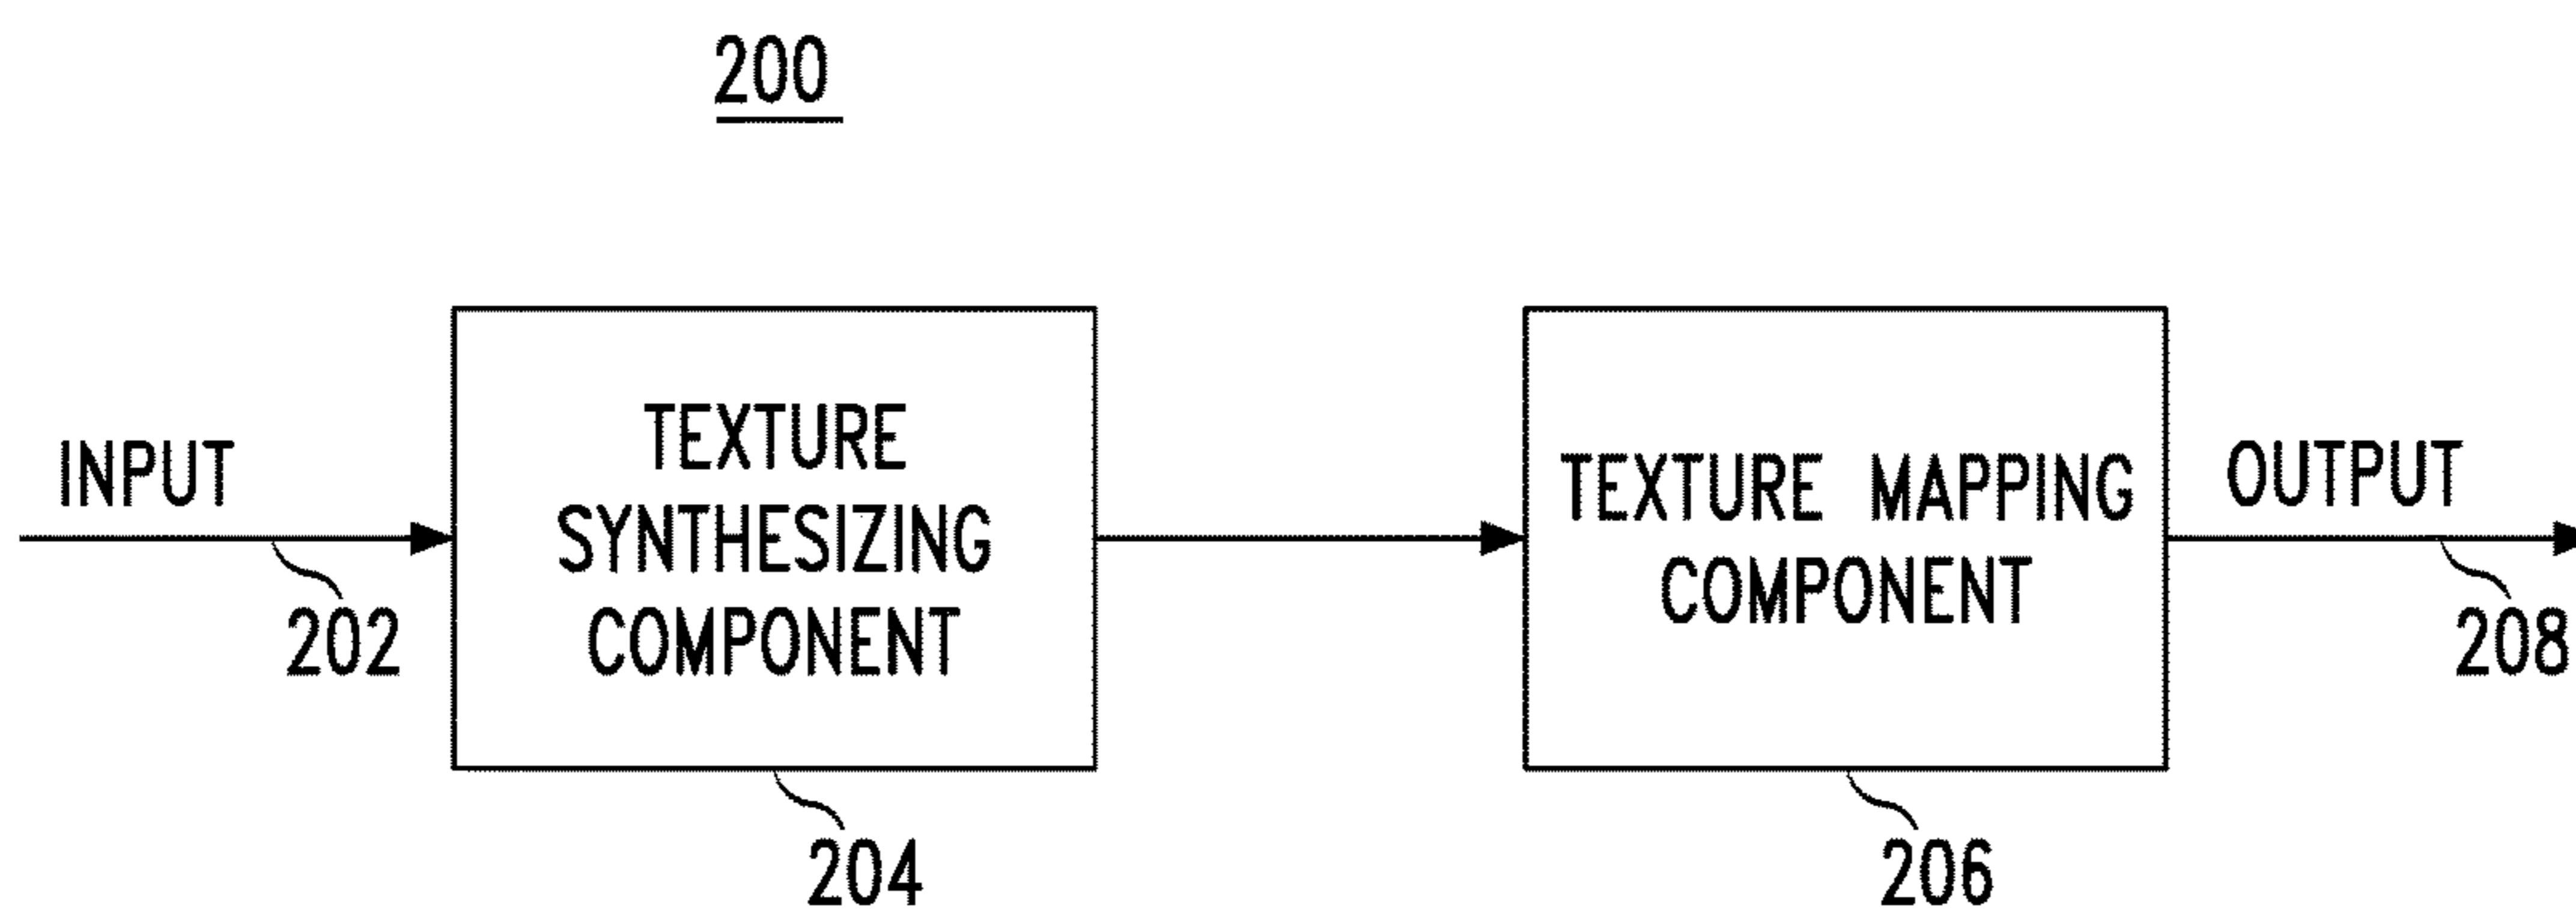 200
INPUT
202
TEXTURE
SYNTHESIZING
COMPONENT
204
TEXTURE MAPPING
COMPONENT
206
OUTPUT
208